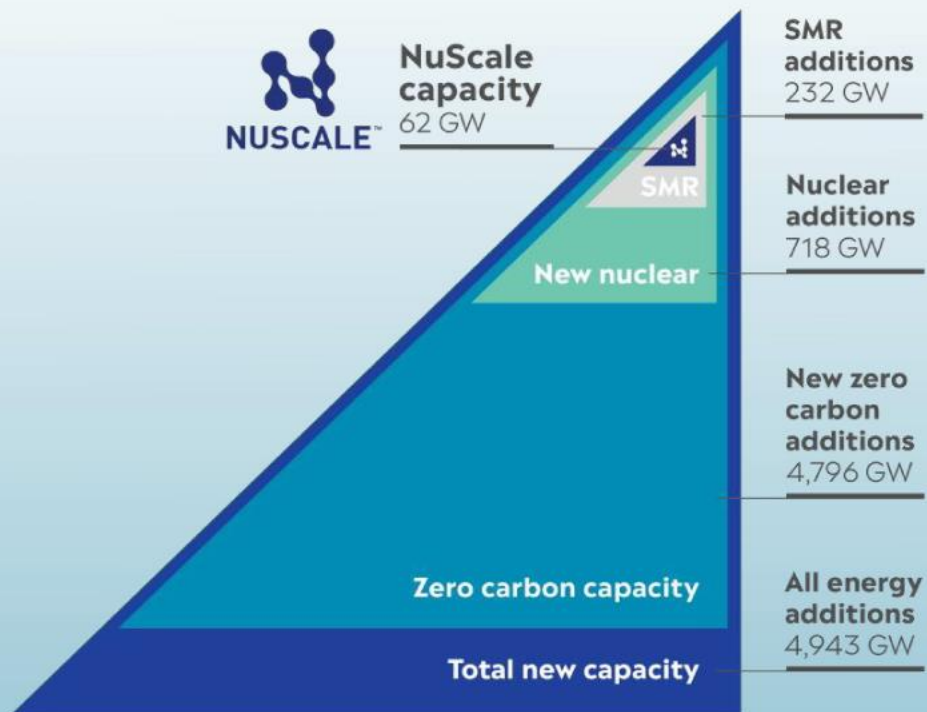 NUSCALE™
NuScale
capacity
62 GW
SMR
additions
232 GW
SMR
Nuclear
additions
718 GW
New nuclear
New zero
carbon
additions
4,796 GW
Zero carbon capacity
All energy
additions
4,943 GW
Total new capacity